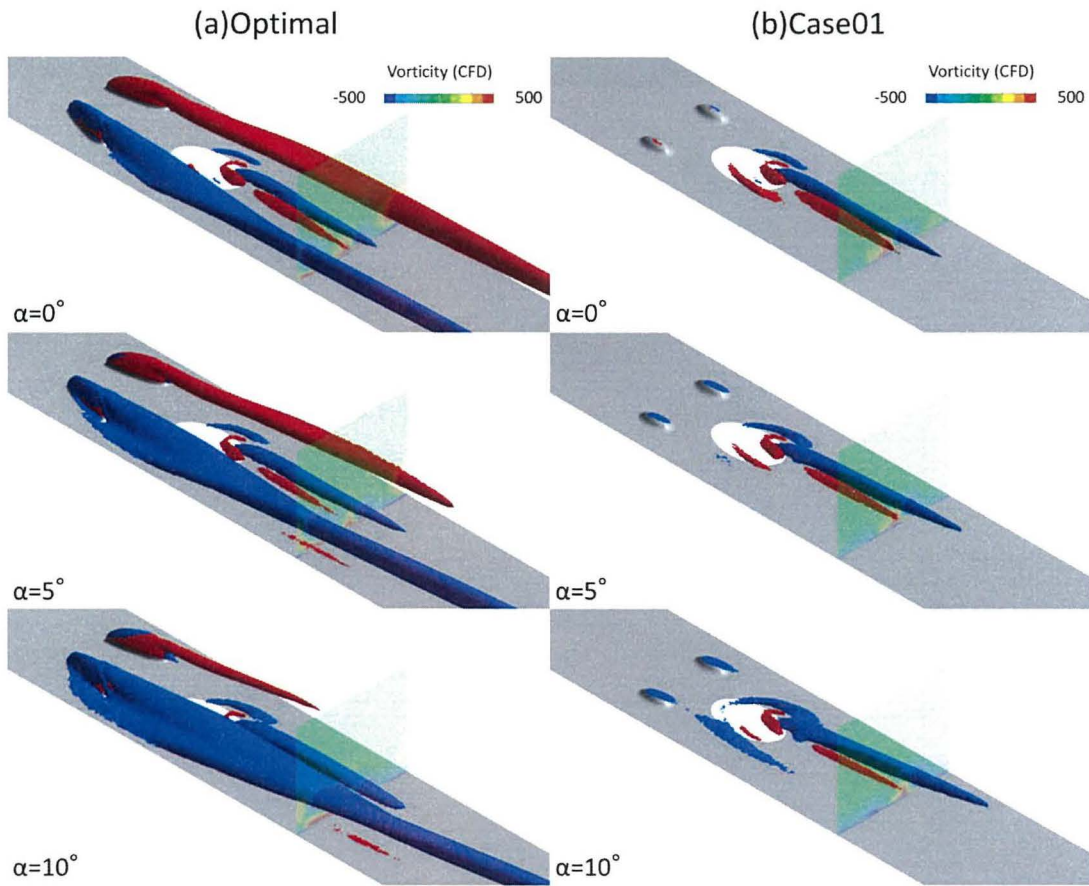 (a)Optimal
(b)Case01
Vorticity (CFD)
-500 500
Vorticity (CFD)
-500 500
α=0°
α=0°
α=5°
α=5°
α=10°
α=10°